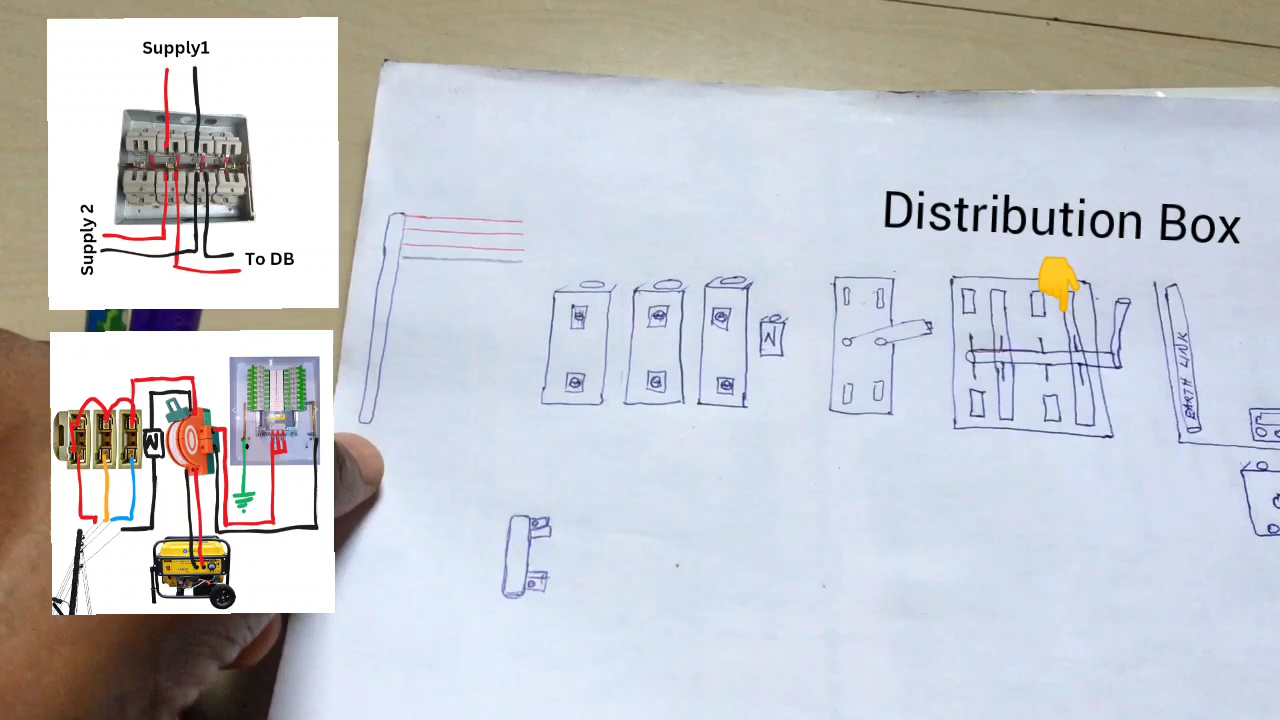 Supply1
Supply 2
To DB
N
Distribution Box
N
EARTH LINK